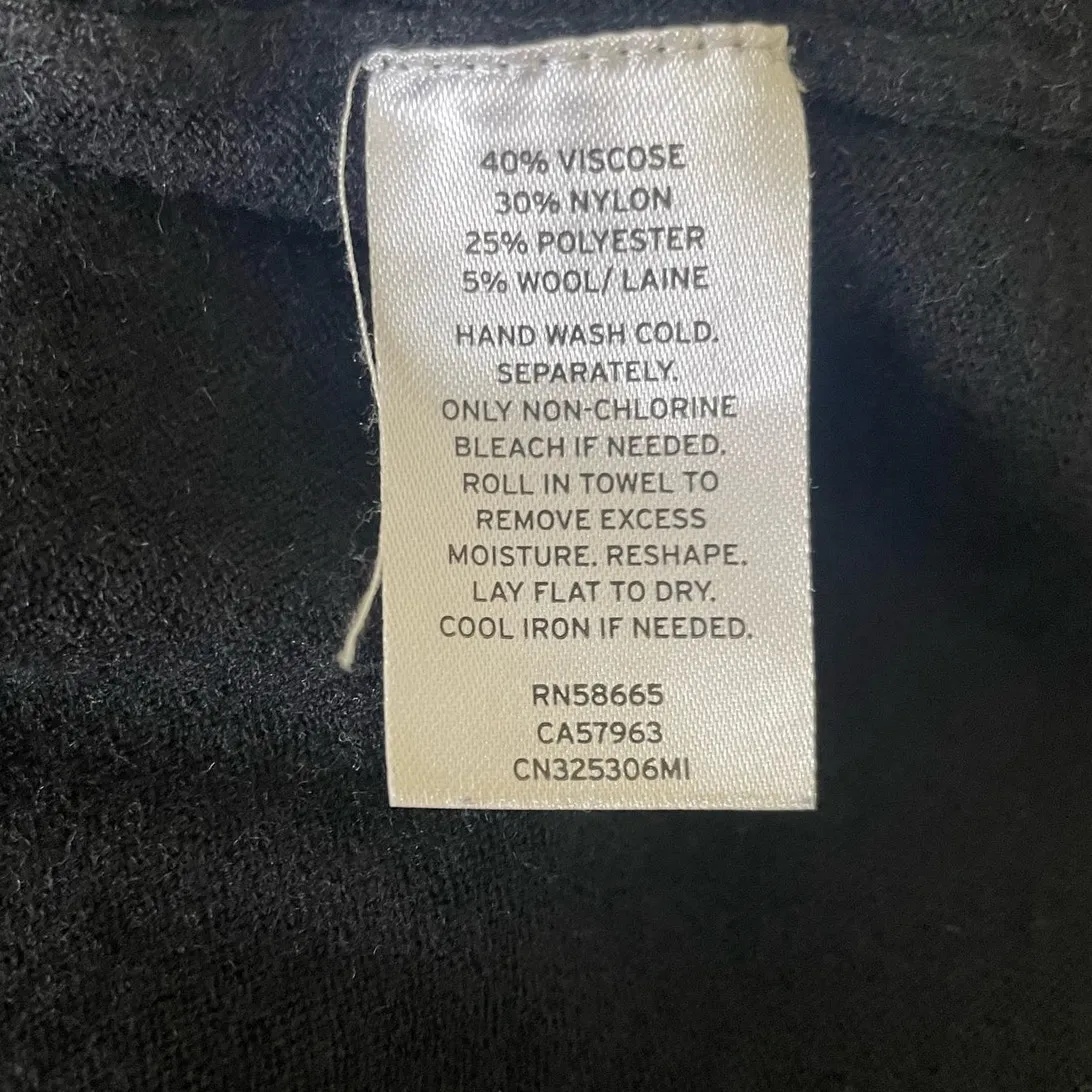 40% VISCOSE
30% NYLON
25% POLYESTER
5% WOOL/ LAINE
HAND WASH COLD.
SEPARATELY.
ONLY NON-CHLORINE
BLEACH IF NEEDED.
ROLL IN TOWEL TO
REMOVE EXCESS
MOISTURE. RESHAPE.
LAY FLAT TO DRY.
COOL IRON IF NEEDED.
RN58665
CA57963
CN325306MI